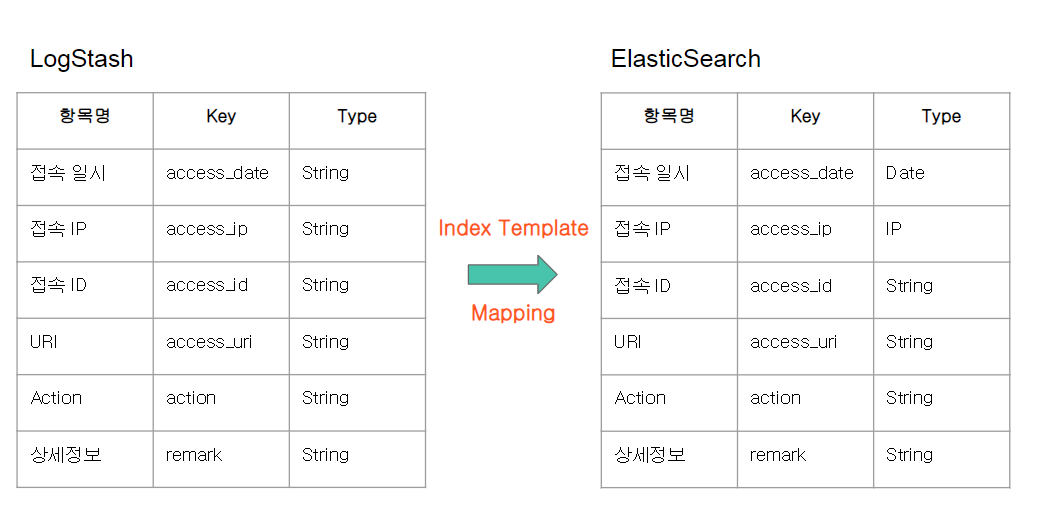 LogStash
항목명 Key Type
접속 일시 access_date String
접속 IP access_ip String
접속 ID access_id String
URI access_uri String
Action action String
상세정보 remark String
Index Template
Mapping
ElasticSearch
항목명 Key Type
접속 일시 access_date Date
접속 IP access_ip IP
접속 ID access_id String
URI access_uri String
Action action String
상세정보 remark String